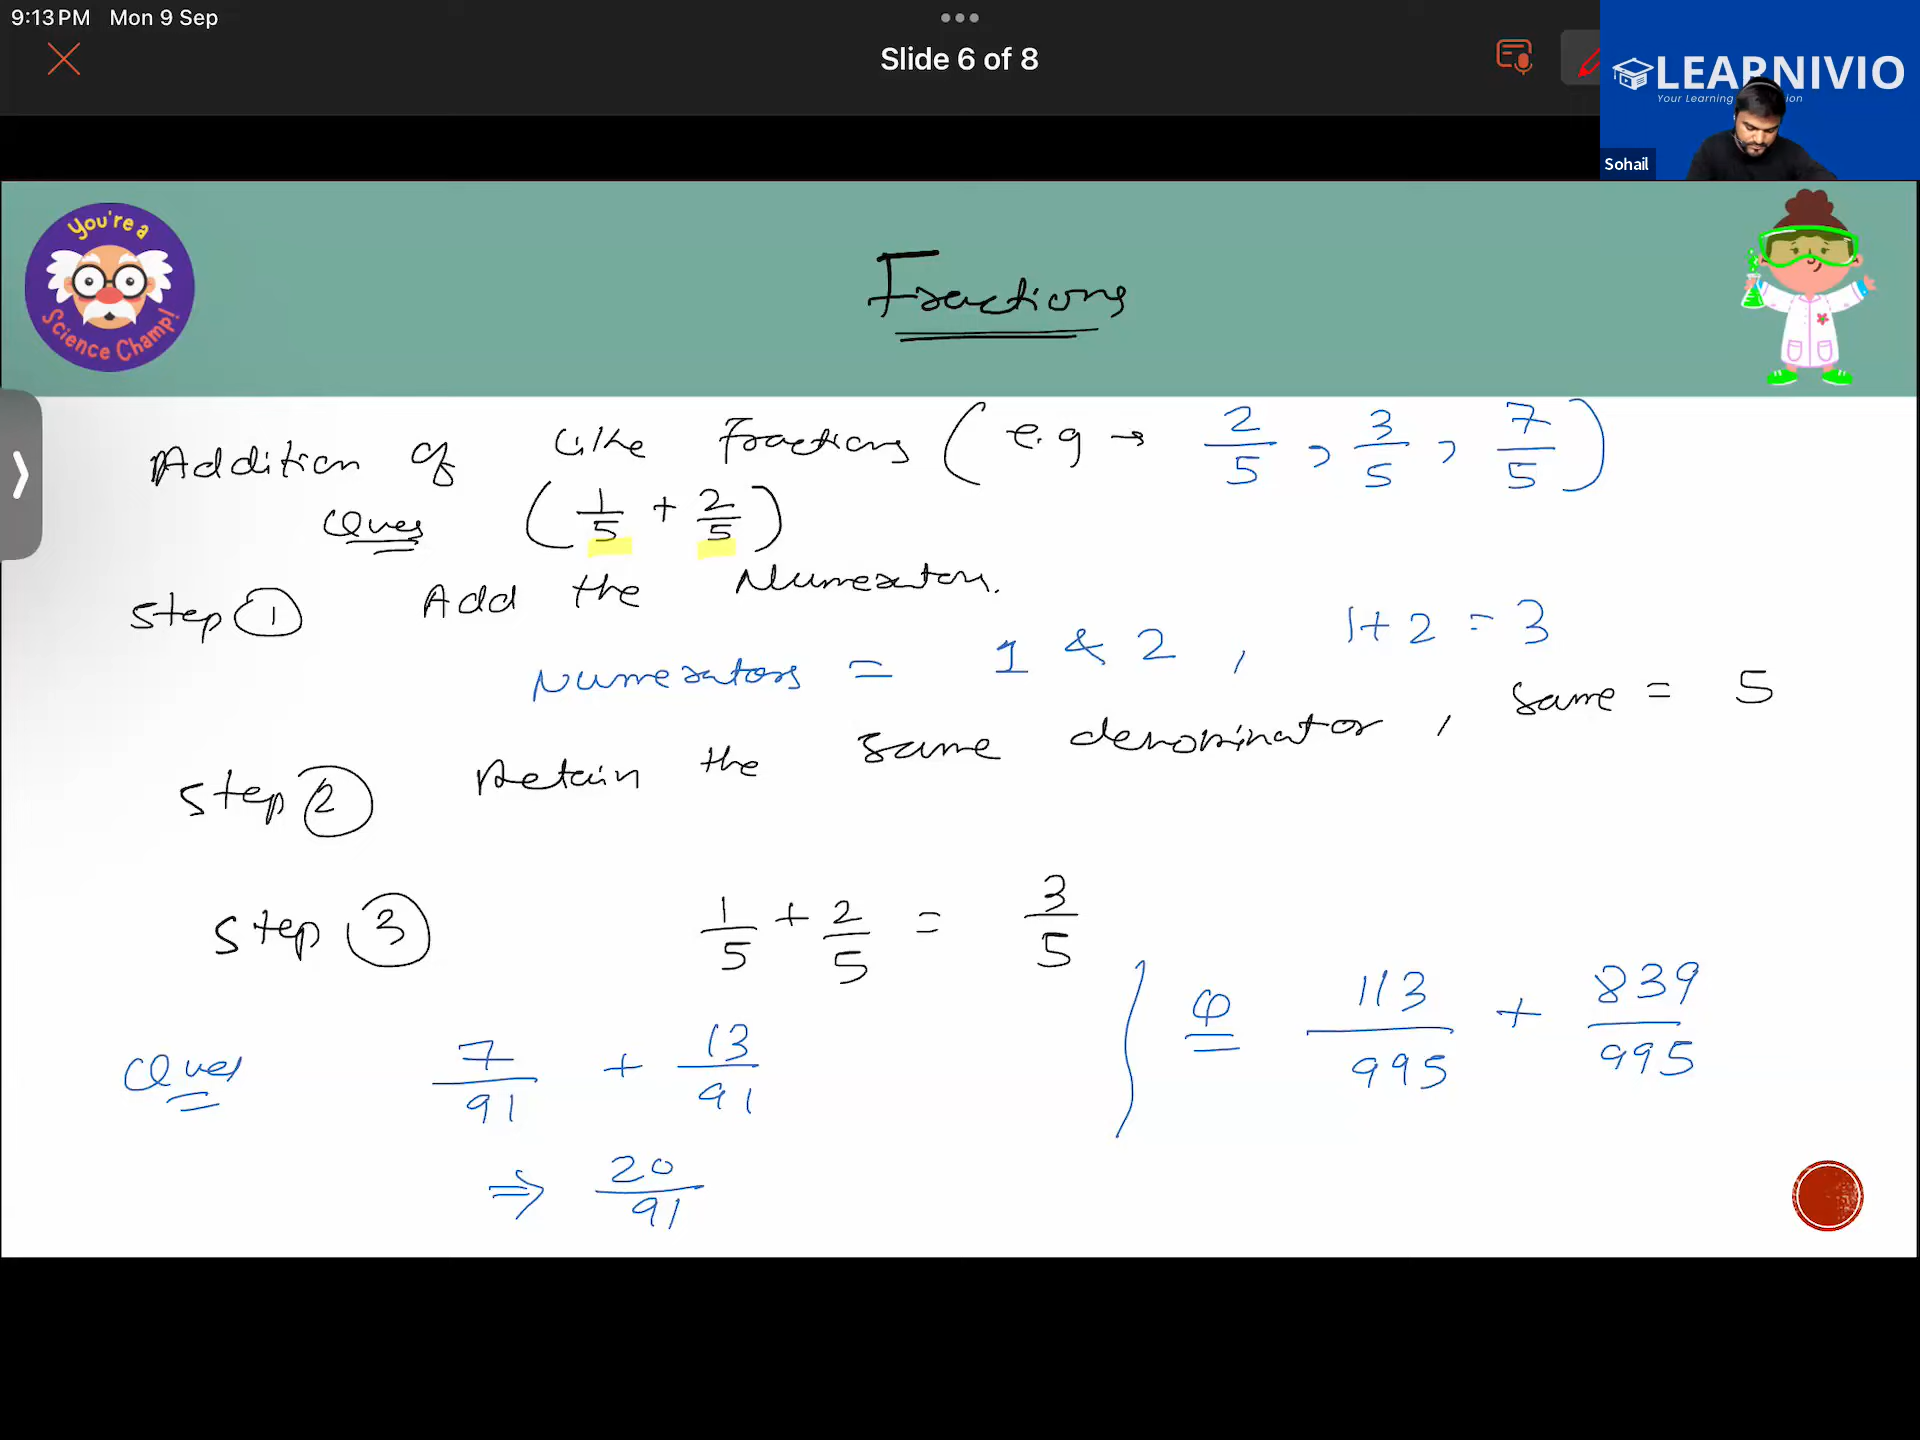 9:13 PM Mon 9 Sep
Slide 6 of 8
LEARNIVIO
Your Learning
Sohail
You're a
Science Champ!
Fractions
Addition of Like Fractions (e.g → 2/5, 3/5, 7/5)
Ques (1/5 + 2/5)
Step 1 Add the Numerators.
Numerators = 1 & 2, 1+2 = 3
Step 2 Retain the same denominator, same = 5
Step 3 1/5 + 2/5 = 3/5
Ques 7/91 + 13/91
Q 113/995 + 839/995
⇒ 20/91